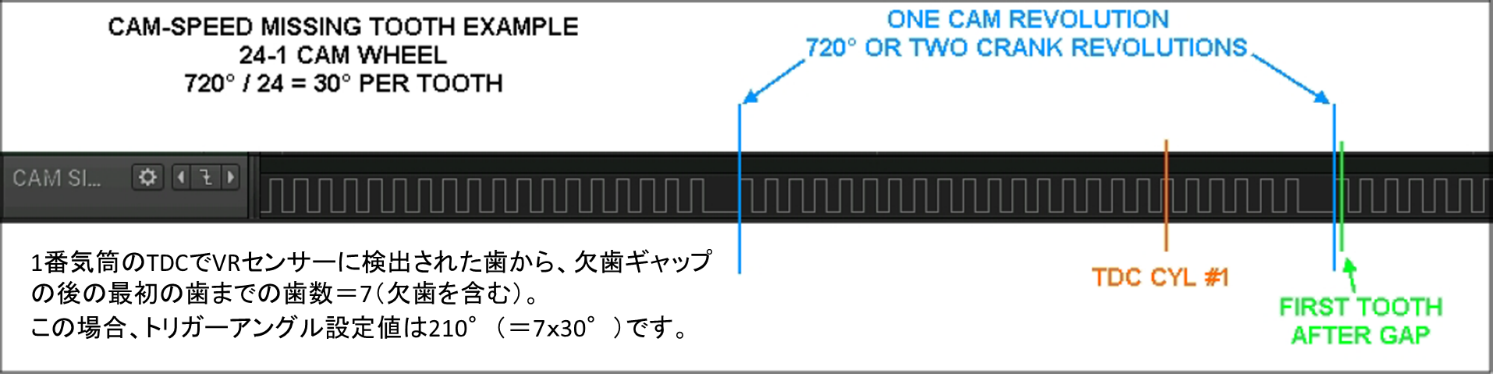 CAM-SPEED MISSING TOOTH EXAMPLE
24-1 CAM WHEEL
720° / 24 = 30° PER TOOTH
ONE CAM REVOLUTION
720° OR TWO CRANK REVOLUTIONS
CAM SI...
TDC CYL #1
FIRST TOOTH
AFTER GAP
1番気筒のTDCでVRセンサーに検出された歯から、欠歯ギャップ
の後の最初の歯までの歯数=7(欠歯を含む)。
この場合、トリガーアングル設定値は210°(=7x30°)です。